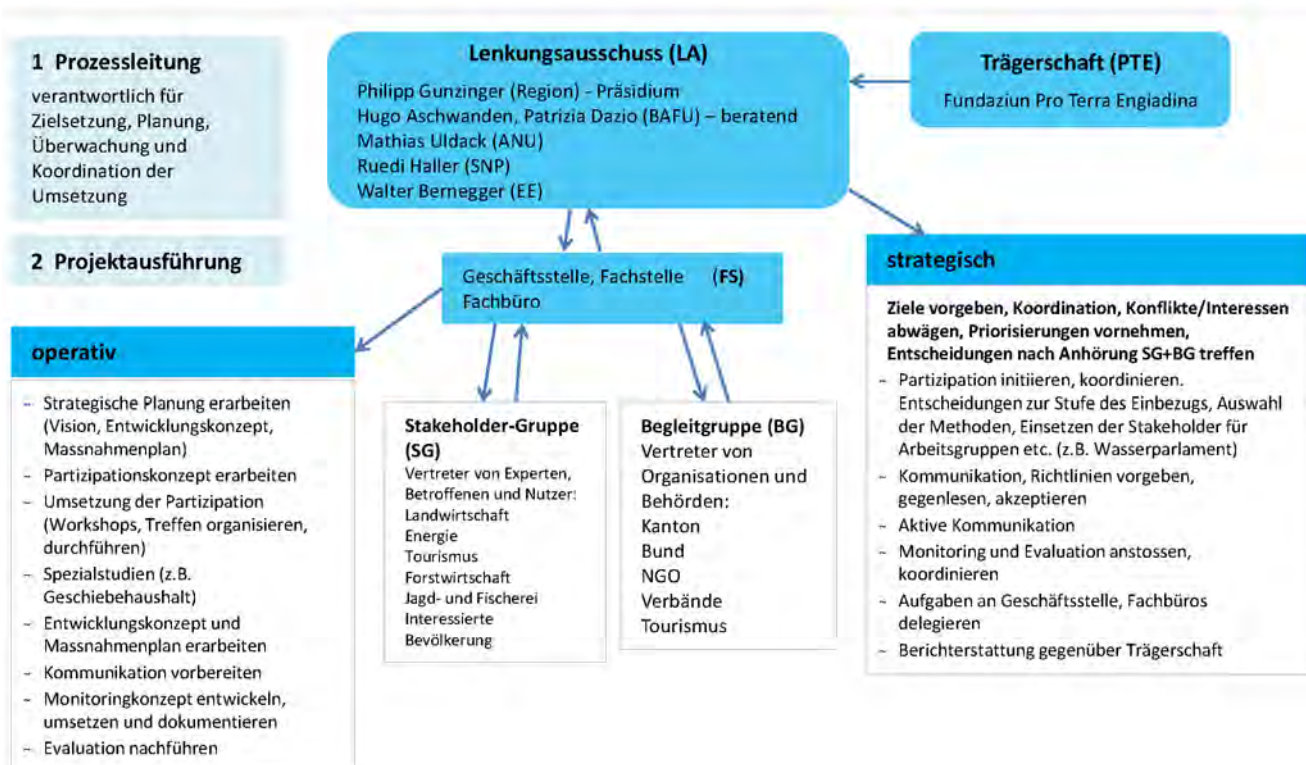 1 Prozessleitung
verantwortlich für
Zielsetzung, Planung,
Überwachung und
Koordination der
Umsetzung
2 Projektausführung
Lenkungsausschuss (LA)
Philipp Gunzinger (Region) - Präsidium
Hugo Aschwanden, Patrizia Dazio (BAFU) – beratend
Mathias Uldack (ANU)
Ruedi Haller (SNP)
Walter Bernegger (EE)
Trägerschaft (PTE)
Fundaziun Pro Terra Engiadina
Geschäftsstelle, Fachstelle (FS)
Fachbüro
operativ
- Strategische Planung erarbeiten
(Vision, Entwicklungskonzept,
Massnahmenplan)
- Partizipationskonzept erarbeiten
- Umsetzung der Partizipation
(Workshops, Treffen organisieren,
durchführen)
- Spezialstudien (z.B.
Geschiebehaushalt)
- Entwicklungskonzept und
Massnahmenplan erarbeiten
- Kommunikation vorbereiten
- Monitoringkonzept entwickeln,
umsetzen und dokumentieren
- Evaluation nachführen
Stakeholder-Gruppe
(SG)
Vertreter von Experten,
Betroffenen und Nutzer:
Landwirtschaft
Energie
Tourismus
Forstwirtschaft
Jagd- und Fischerei
Interessierte
Bevölkerung
Begleitgruppe (BG)
Vertreter von
Organisationen und
Behörden:
Kanton
Bund
NGO
Verbände
Tourismus
strategisch
Ziele vorgeben, Koordination, Konflikte/Interessen
abwägen, Priorisierungen vornehmen,
Entscheidungen nach Anhörung SG+BG treffen
- Partizipation initiieren, koordinieren.
Entscheidungen zur Stufe des Einbezugs, Auswahl
der Methoden, Einsetzen der Stakeholder für
Arbeitsgruppen etc. (z.B. Wasserparlament)
- Kommunikation, Richtlinien vorgeben,
gegenlesen, akzeptieren
- Aktive Kommunikation
- Monitoring und Evaluation anstossen,
koordinieren
- Aufgaben an Geschäftsstelle, Fachbüros
delegieren
- Berichterstattung gegenüber Trägerschaft